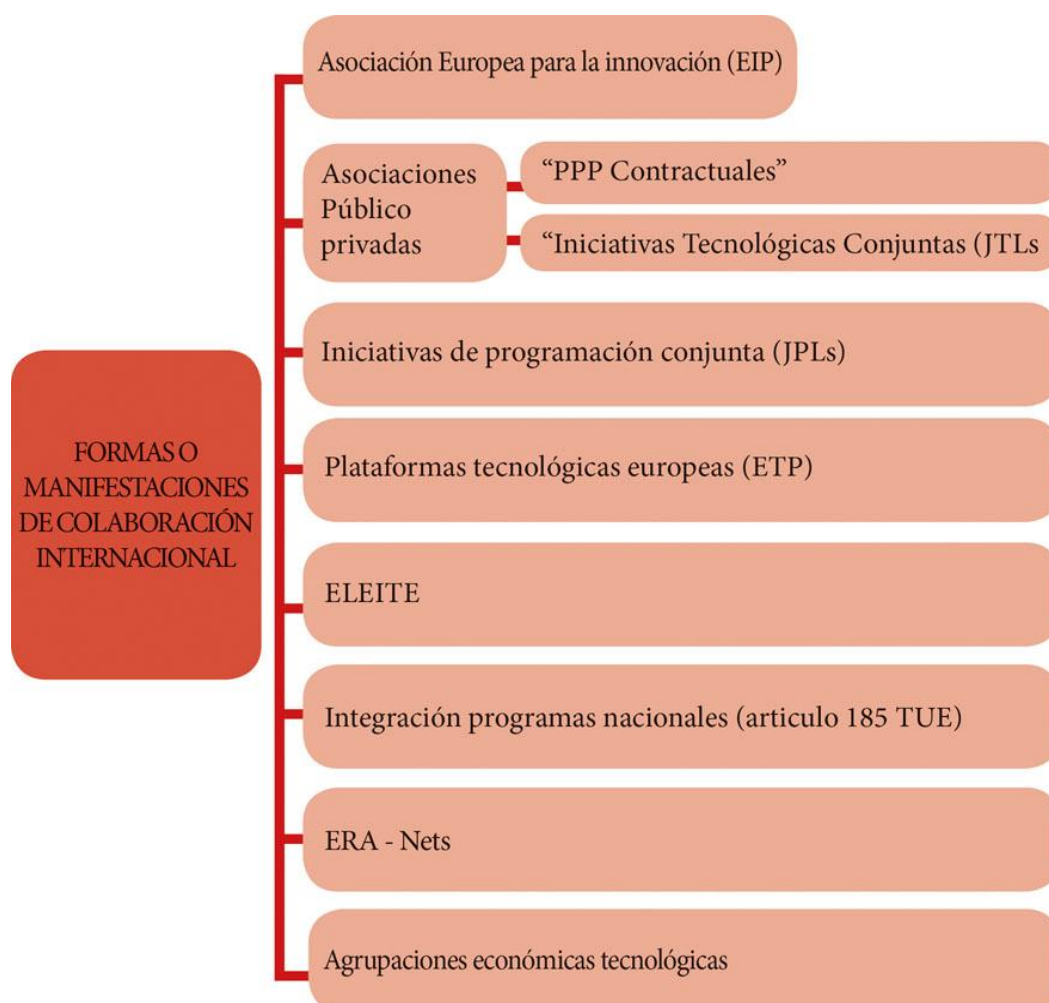 Asociación Europea para la innovación (EIP)
Asociaciones
Público
privadas
“PPP Contractuales”
“Iniciativas Tecnológicas Conjuntas (JTLs
Iniciativas de programación conjunta (JPLs)
FORMAS O
MANIFESTACIONES
DE COLABORACIÓN
INTERNACIONAL
Plataformas tecnológicas europeas (ETP)
ELEITE
Integración programas nacionales (articulo 185 TUE)
ERA - Nets
Agrupaciones económicas tecnológicas